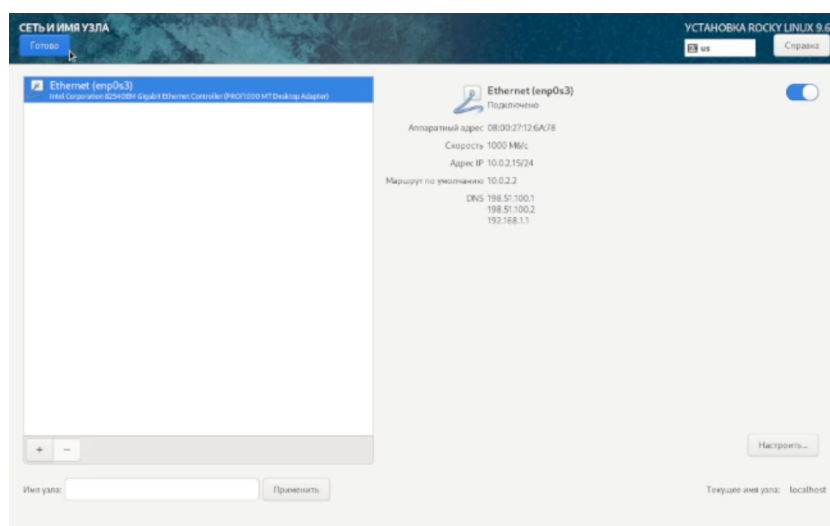 СЕТЬ И ИМЯ УЗЛА
Готово
УСТАНОВКА ROCKY LINUX 9.6
us
Справка
Ethernet (enp0s3)
Intel Corporation 82540EM Gigabit Ethernet Controller (PRO/1000 MT Desktop Adapter)
Ethernet (enp0s3)
Подключено
Аппаратный адрес 08:00:27:12:6A:78
Скорость 1000 Мб/с
Адрес IP 10.0.2.15/24
Маршрут по умолчанию 10.0.2.2
DNS 198.51.100.1
198.51.100.2
192.168.1.1
+ −
Настроить...
Имя узла:
Применить
Текущее имя узла: localhost